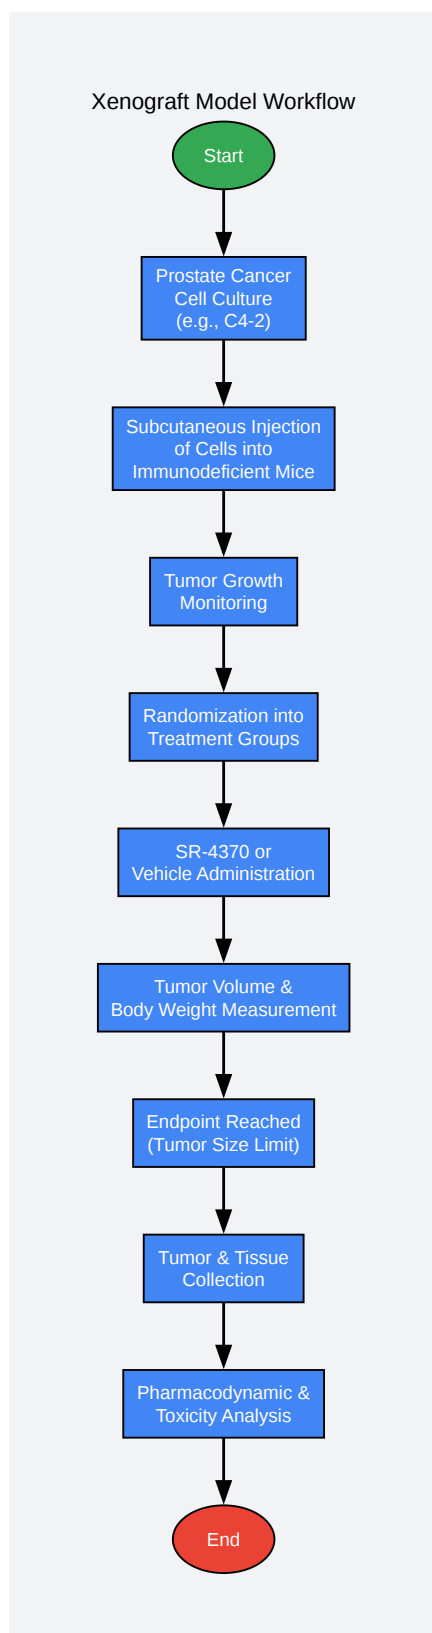 Xenograft Model Workflow
Start
Prostate Cancer
Cell Culture
(e.g., C4-2)
Subcutaneous Injection
of Cells into
Immunodeficient Mice
Tumor Growth
Monitoring
Randomization into
Treatment Groups
SR-4370 or
Vehicle Administration
Tumor Volume &
Body Weight Measurement
Endpoint Reached
(Tumor Size Limit)
Tumor & Tissue
Collection
Pharmacodynamic &
Toxicity Analysis
End